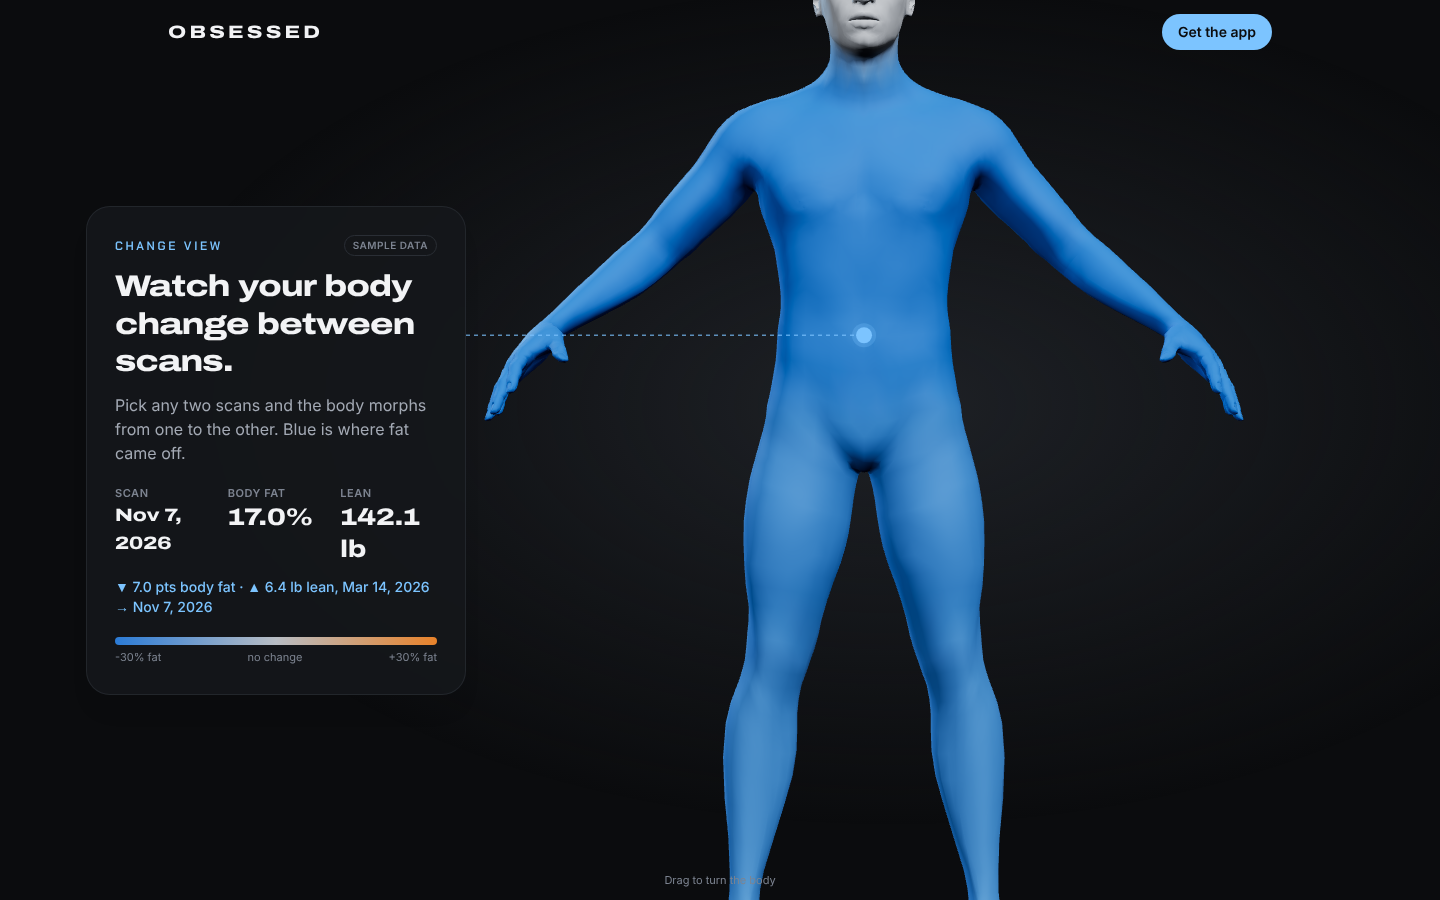 OBSESSED
Get the app
CHANGE VIEW
SAMPLE DATA
Watch your body
change between
scans.
Pick any two scans and the body morphs
from one to the other. Blue is where fat
came off.
SCAN
BODY FAT
LEAN
Nov 7,
2026
17.0%
142.1
lb
▼ 7.0 pts body fat · ▲ 6.4 lb lean, Mar 14, 2026
→ Nov 7, 2026
-30% fat
no change
+30% fat
Drag to turn the body